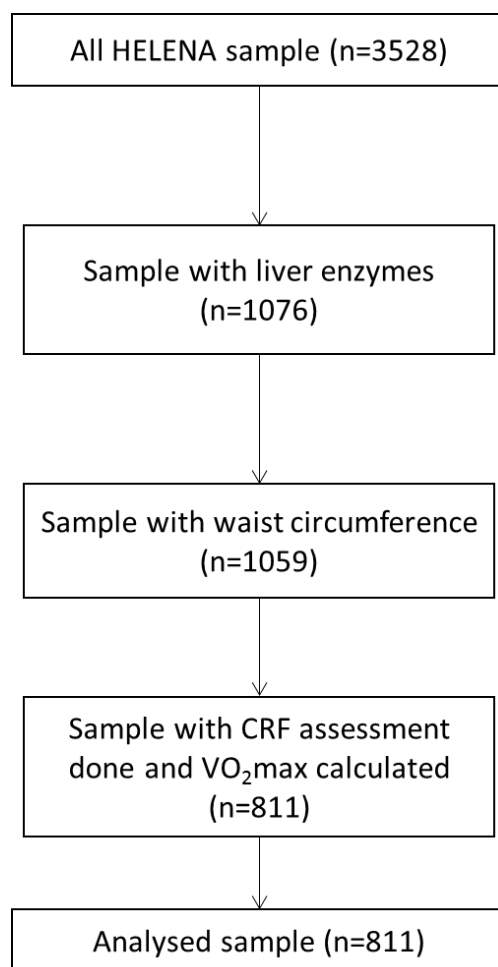 All HELENA sample (n=3528)
Sample with liver enzymes
(n=1076)
Sample with waist circumference
(n=1059)
Sample with CRF assessment
done and VO₂max calculated
(n=811)
Analysed sample (n=811)